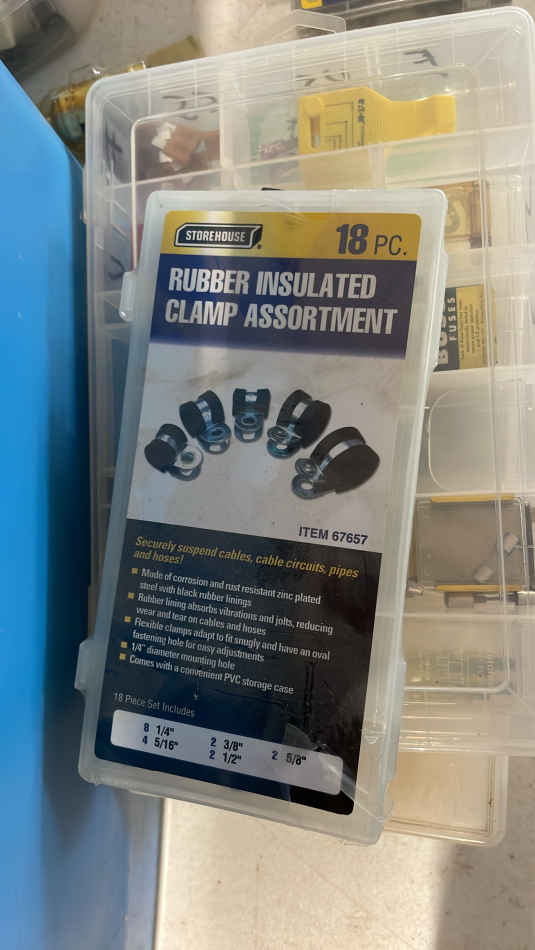 STOREHOUSE
18 PC.
RUBBER INSULATED
CLAMP ASSORTMENT
FUSES
ITEM 67657
Securely suspend cables, cable circuits, pipes
and hoses!
Made of corrosion and rust resistant zinc plated
steel with black rubber linings
Rubber lining absorbs vibrations and jolts, reducing
wear and tear on cables and hoses
Flexible clamps adapt to fit snugly and have an oval
fastening hole for easy adjustments
1/4" diameter mounting hole
Comes with a convenient PVC storage case
18 Piece Set Includes
8 1/4" 2 3/8" 2 5/8"
4 5/16" 2 1/2"